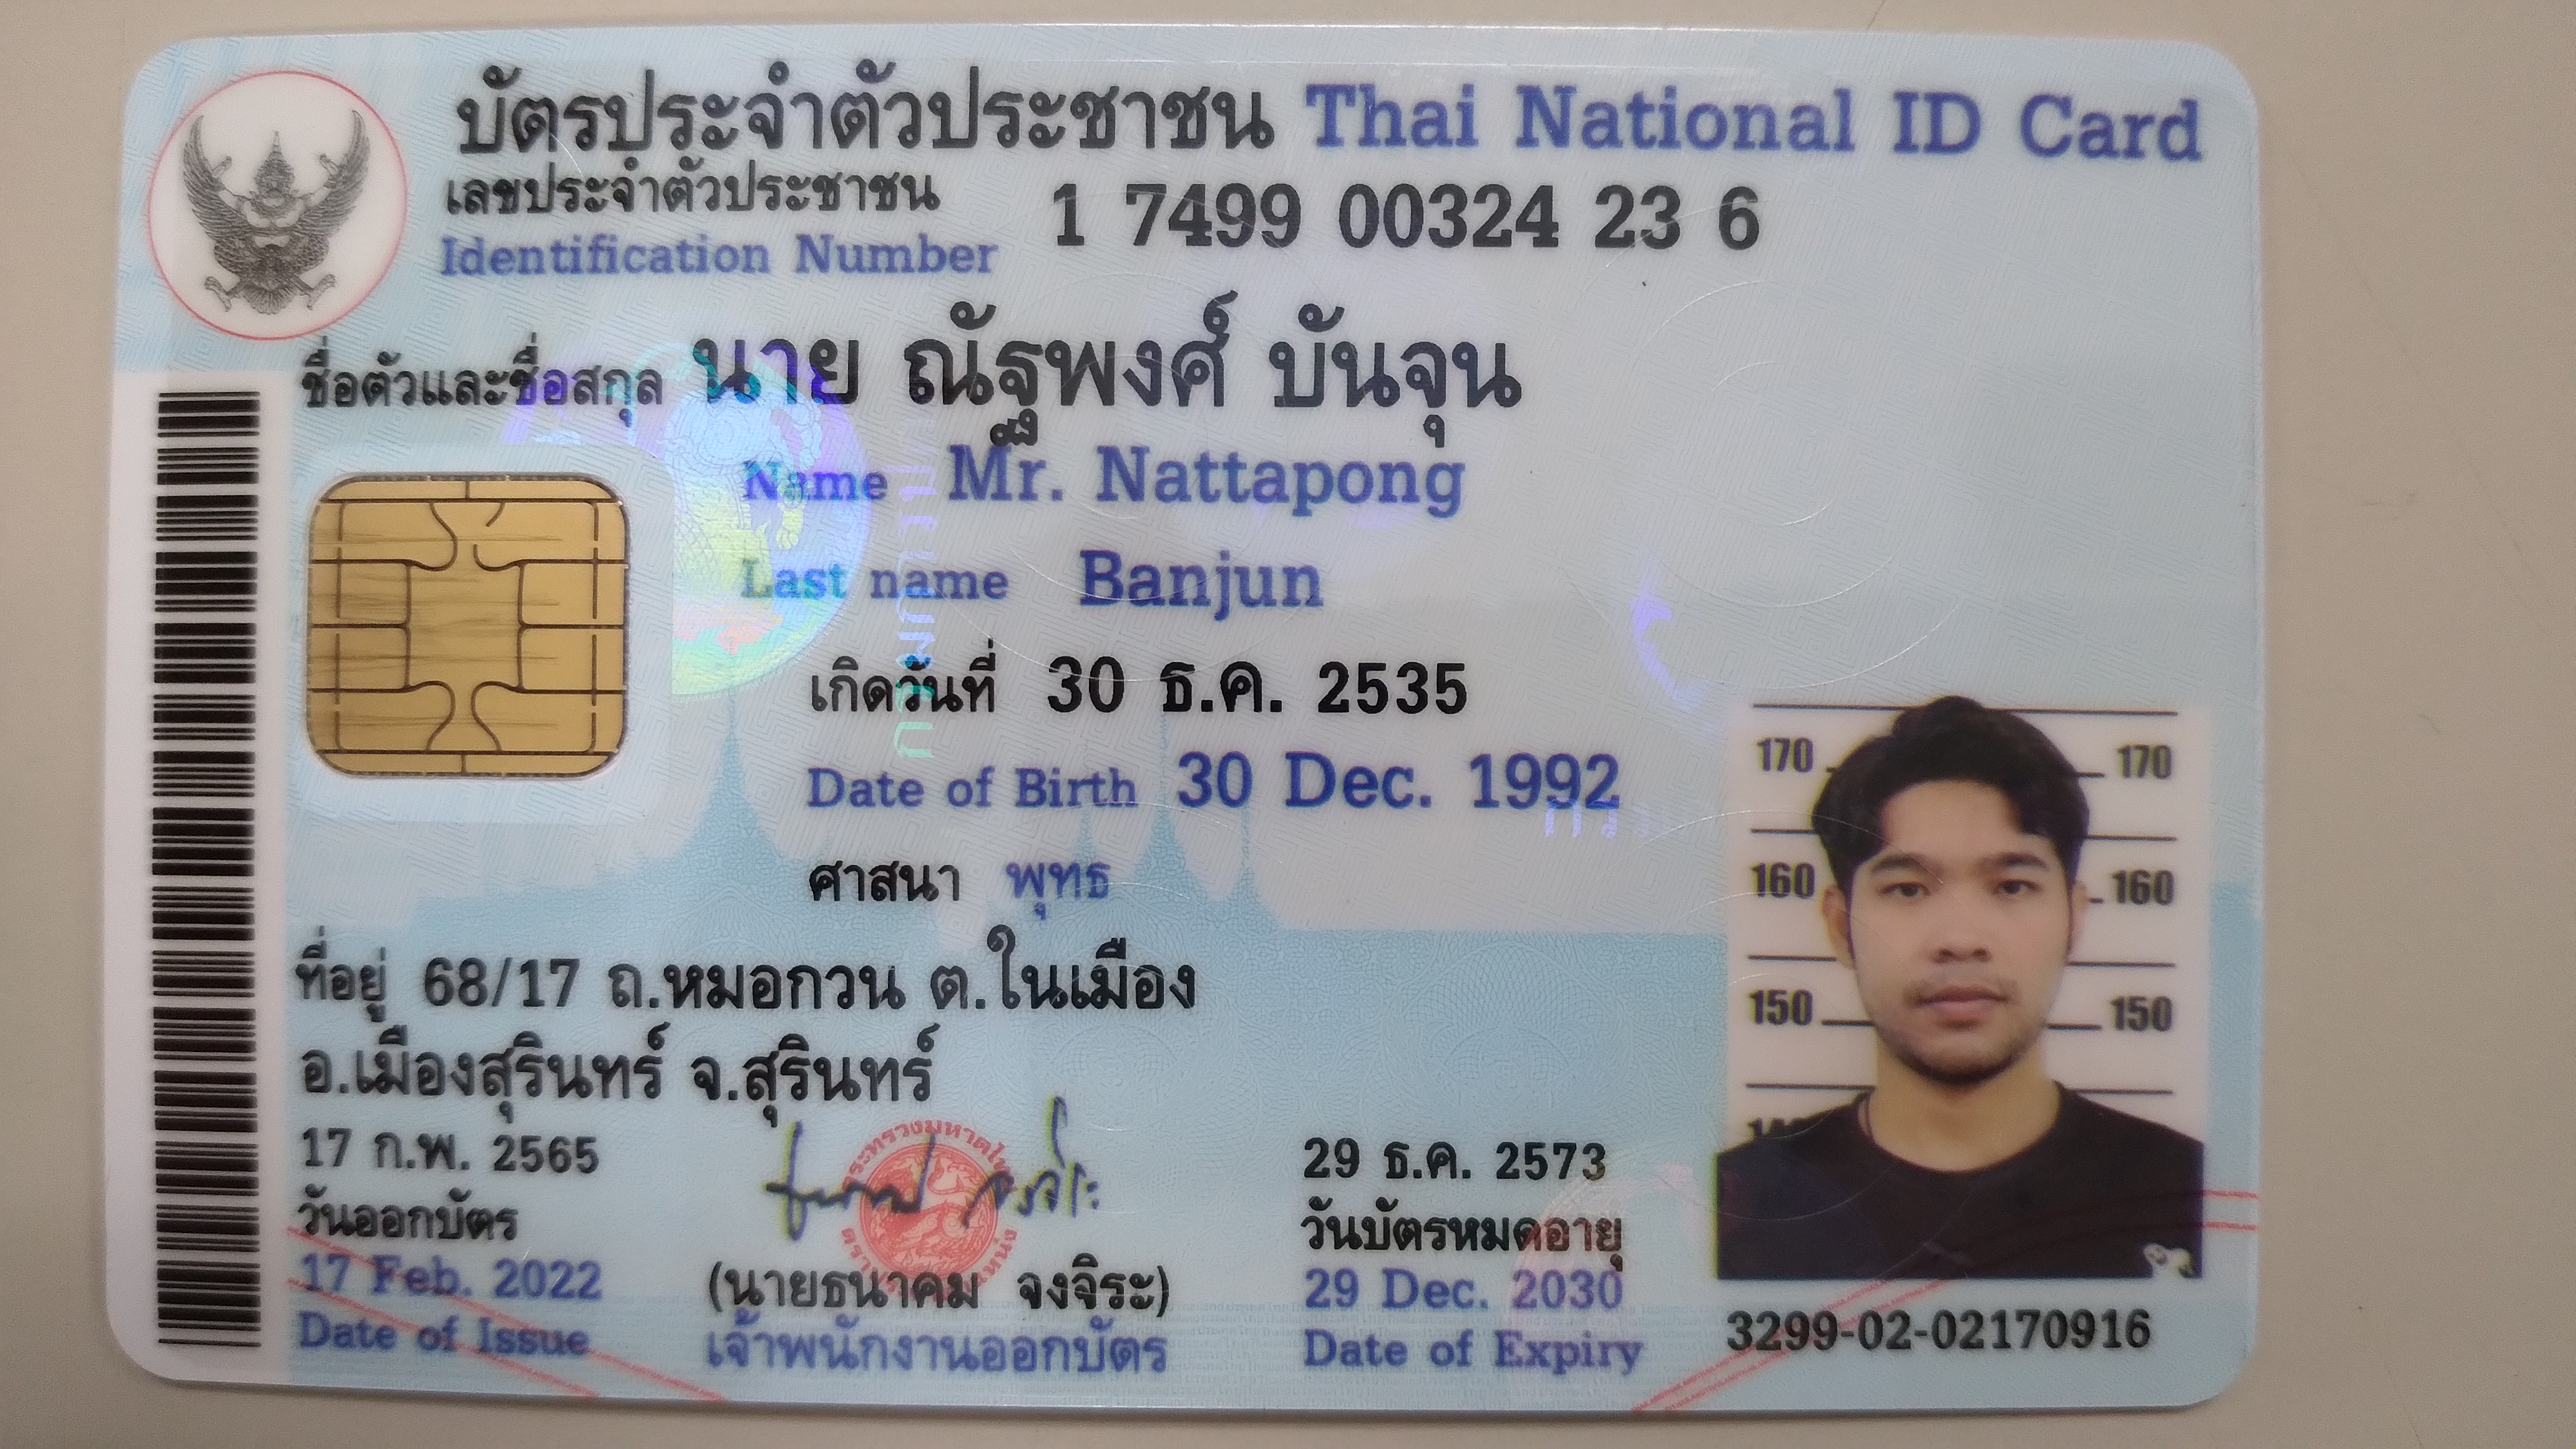 บัตรประจำตัวประชาชน Thai National ID Card
เลขประจำตัวประชาชน 1 7499 00324 23 6
Identification Number
ชื่อตัวและชื่อสกุล นาย ณัฐพงศ์ บันจุน
Name Mr. Nattapong
Last name Banjun
เกิดวันที่ 30 ธ.ค. 2535
Date of Birth 30 Dec. 1992
ศาสนา พุทธ
ที่อยู่ 68/17 ถ.หมอกวน ต.ในเมือง
อ.เมืองสุรินทร์ จ.สุรินทร์
17 ก.พ. 2565
วันออกบัตร
17 Feb. 2022
Date of Issue
(นายธนาคม จงจิระ)
เจ้าพนักงานออกบัตร
29 ธ.ค. 2573
วันบัตรหมดอายุ
29 Dec. 2030
Date of Expiry
170 170
160 160
150 150
3299-02-02170916